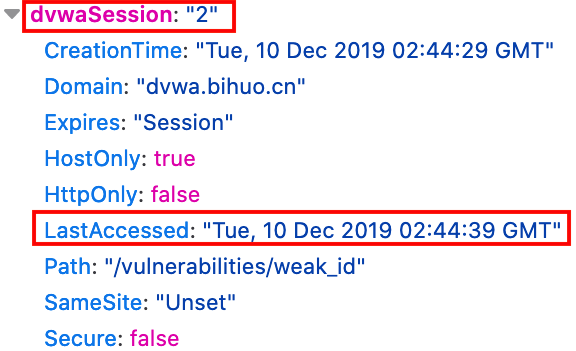 dvwaSession: "2"
CreationTime: "Tue, 10 Dec 2019 02:44:29 GMT"
Domain: "dvwa.bihuo.cn"
Expires: "Session"
HostOnly: true
HttpOnly: false
LastAccessed: "Tue, 10 Dec 2019 02:44:39 GMT"
Path: "/vulnerabilities/weak_id"
SameSite: "Unset"
Secure: false